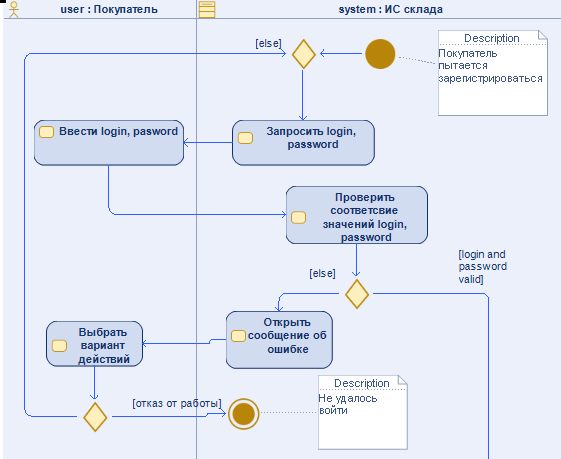 user : Покупатель
system : ИС склада
[else]
Description
Покупатель
пытается
зарегистрироваться
Ввести login, pasword
Запросить login,
password
Проверить
соответсвие
значений login,
password
[login and
password
valid]
[else]
Открыть
сообщение об
ошибке
Выбрать
вариант
действий
[отказ от работы]
Description
Не удалось
войти